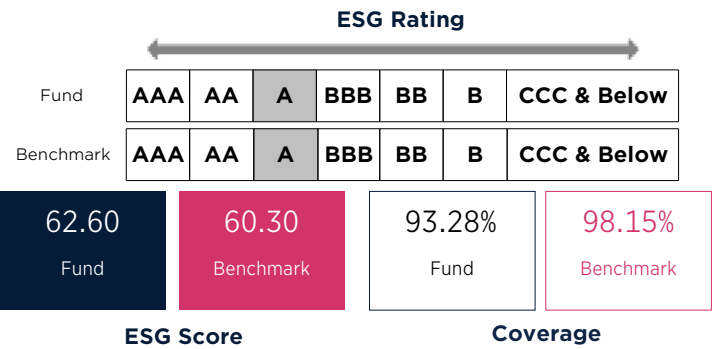 ESG Rating
Fund AAA AA A BBB BB B CCC & Below
Benchmark AAA AA A BBB BB B CCC & Below
62.60 60.30 93.28% 98.15%
Fund Benchmark Fund Benchmark
ESG Score Coverage